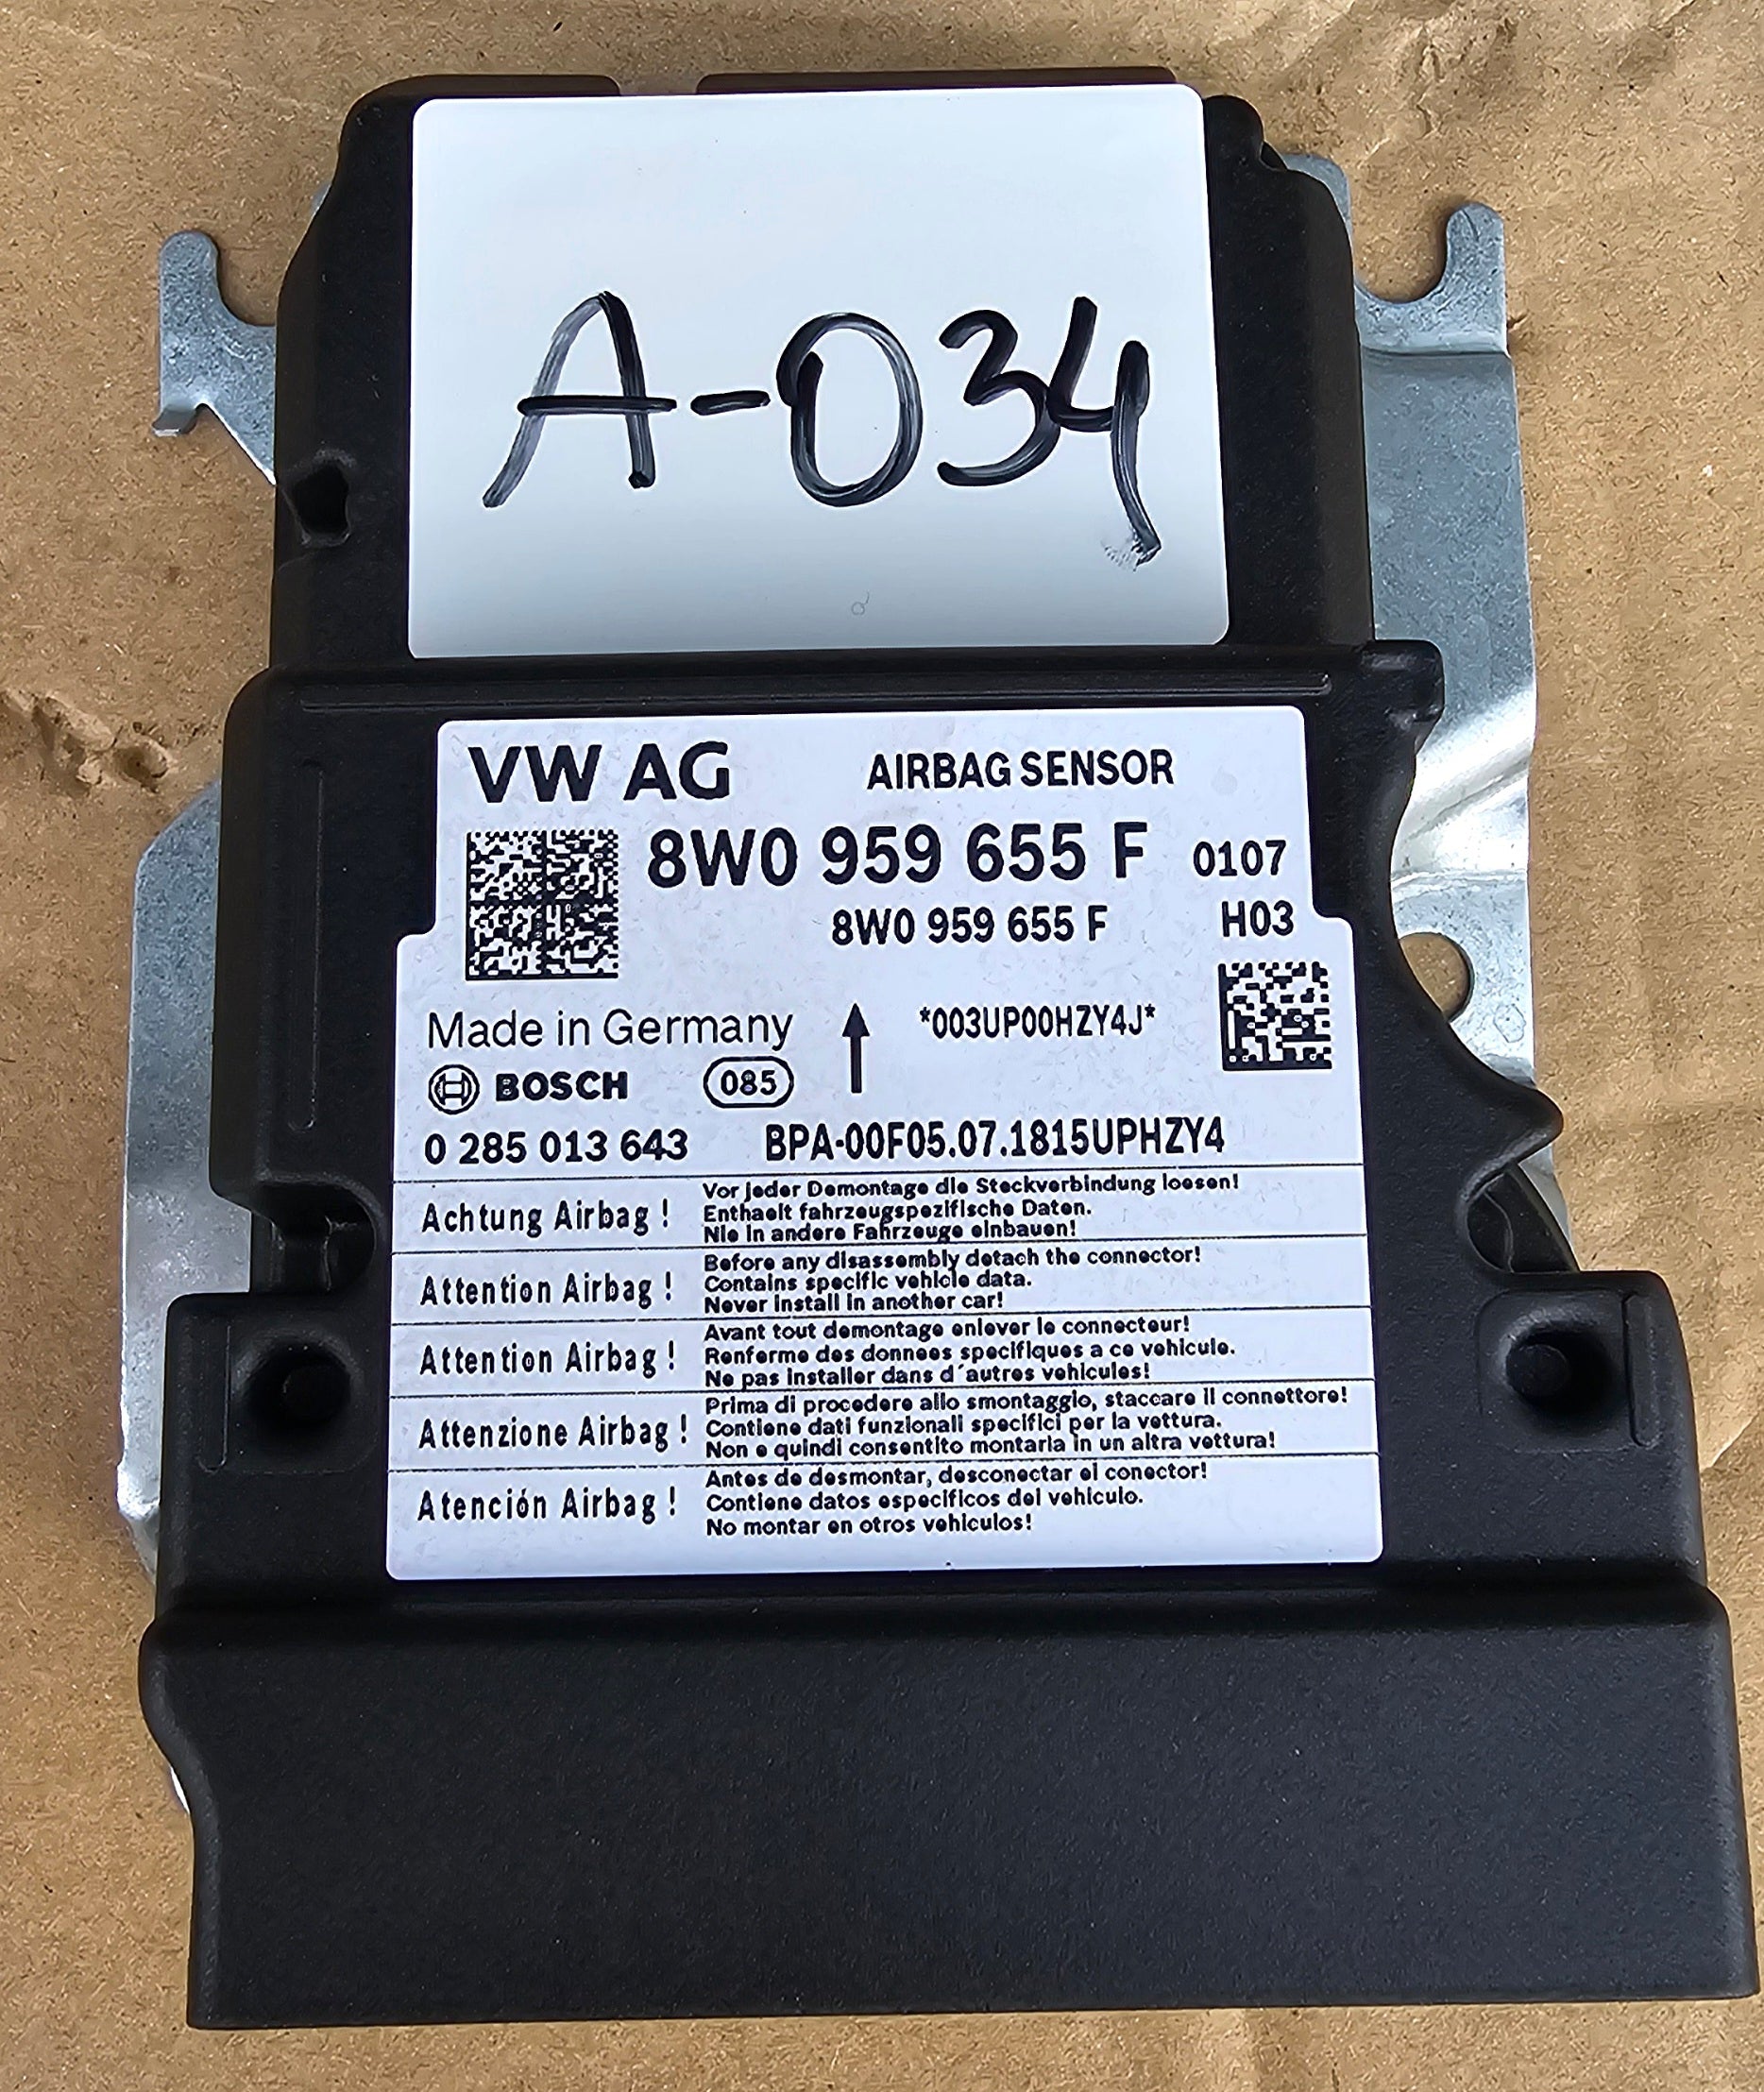 A-034
VW AG AIRBAG SENSOR
8W0 959 655 F 0107
8W0 959 655 F H03
Made in Germany *003UP00HZY4J*
BOSCH 085
0 285 013 643 BPA-00F05.07.1815UPHZY4
Achtung Airbag ! Vor jeder Demontage die Steckverbindung loesen!
Enthaelt fahrzeugspezifische Daten.
Nie in andere Fahrzeuge einbauen!
Attention Airbag ! Before any disassembly detach the connector!
Contains specific vehicle data.
Never install in another car!
Attention Airbag ! Avant tout demontage enlever le connecteur!
Renferme des donnees specifiques a ce vehicule.
Ne pas installer dans d´autres vehicules!
Attenzione Airbag ! Prima di procedere allo smontaggio, staccare il connettore!
Contiene dati funzionali specifici per la vettura.
Non e quindi consentito montarla in un altra vettura!
Atención Airbag ! Antes de desmontar, desconectar el conector!
Contiene datos especificos del vehiculo.
No montar en otros vehiculos!